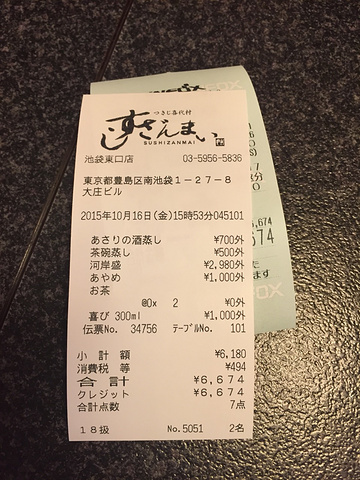 つきじ喜代村
すしざんまい
SUSHIZANMAI
池袋東口店 03-5956-5836
東京都豊島区南池袋1-27-8
大庄ビル
2015年10月16日(金)15時53分045101
あさりの酒蒸し ¥700外
茶碗蒸し ¥500外
河岸盛 ¥2,980外
あやめ ¥1,000外
お茶
@0x 2 ¥0外
喜び 300ml ¥1,000外
伝票No. 34756 テーブルNo. 101
小計額 ¥6,180
消費税 等 ¥494
合計 ¥6,674
クレジット ¥6,674
合計点数 7点
18扱 No.5051 2名
,674
674
た
ます
FOX